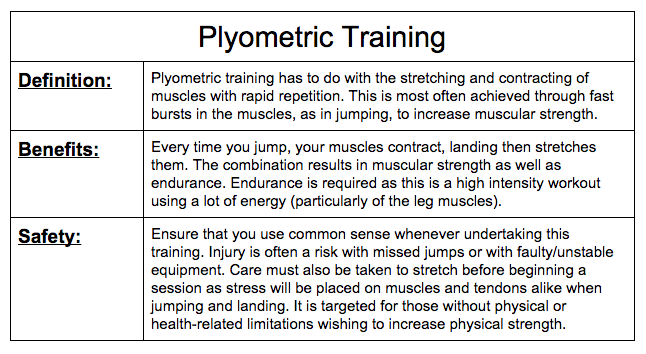 Plyometric Training
Definition:
Plyometric training has to do with the stretching and contracting of
muscles with rapid repetition. This is most often achieved through fast
bursts in the muscles, as in jumping, to increase muscular strength.
Benefits:
Every time you jump, your muscles contract, landing then stretches
them. The combination results in muscular strength as well as
endurance. Endurance is required as this is a high intensity workout
using a lot of energy (particularly of the leg muscles).
Safety:
Ensure that you use common sense whenever undertaking this
training. Injury is often a risk with missed jumps or with faulty/unstable
equipment. Care must also be taken to stretch before beginning a
session as stress will be placed on muscles and tendons alike when
jumping and landing. It is targeted for those without physical or
health-related limitations wishing to increase physical strength.